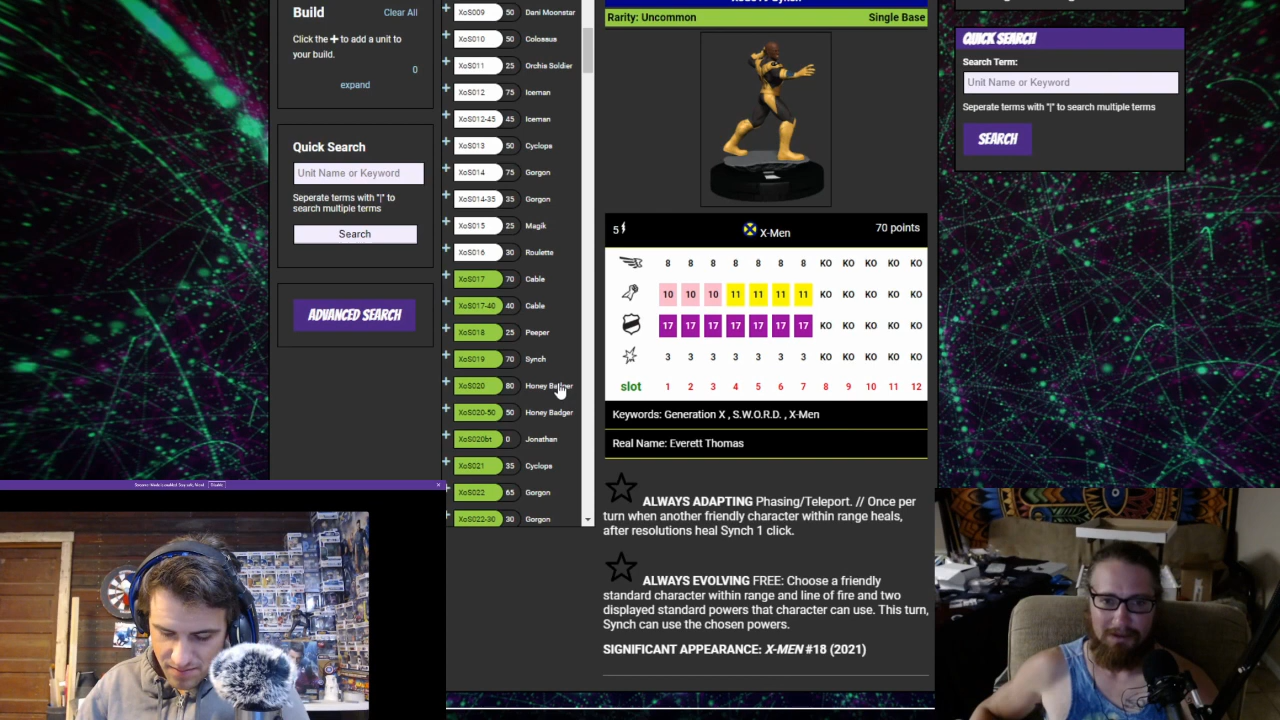 Build
Clear All
Click the + to add a unit to
your build.
0
expand
Quick Search
Unit Name or Keyword
Seperate terms with "|" to
search multiple terms
Search
ADVANCED SEARCH
XoS009 50 Dani Moonstar
XoS010 50 Colossus
XoS011 25 Orchis Soldier
XoS012 75 Iceman
XoS012-45 45 Iceman
XoS013 50 Cyclops
XoS014 75 Gorgon
XoS014-35 35 Gorgon
XoS015 25 Magik
XoS016 30 Roulette
XoS017 70 Cable
XoS017-40 40 Cable
XoS018 25 Peeper
XoS019 70 Synch
XoS020 80 Honey Badger
XoS020-50 50 Honey Badger
XoS020bt 0 Jonathan
XoS021 35 Cyclops
XoS022 65 Gorgon
XoS022-30 30 Gorgon
Rarity: Uncommon
Single Base
5
X-Men
70 points
8 8 8 8 8 8 8 KO KO KO KO KO
10 10 10 11 11 11 11 KO KO KO KO KO
17 17 17 17 17 17 17 KO KO KO KO KO
3 3 3 3 3 3 3 KO KO KO KO KO
slot 1 2 3 4 5 6 7 8 9 10 11 12
Keywords: Generation X , S.W.O.R.D. , X-Men
Real Name: Everett Thomas
ALWAYS ADAPTING Phasing/Teleport. // Once per
turn when another friendly character within range heals,
after resolutions heal Synch 1 click.
ALWAYS EVOLVING FREE: Choose a friendly
standard character within range and line of fire and two
displayed standard powers that character can use. This turn,
Synch can use the chosen powers.
SIGNIFICANT APPEARANCE: X-MEN #18 (2021)
QUICK SEARCH
Search Term:
Unit Name or Keyword
Seperate terms with "|" to search multiple terms
SEARCH